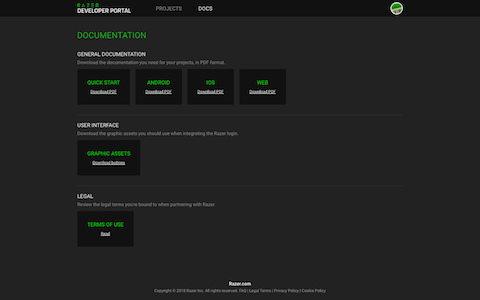 RAZER
DEVELOPER PORTAL
PROJECTS
DOCS
DOCUMENTATION
GENERAL DOCUMENTATION
Download the documentation you need for your projects, in PDF format.
QUICK START
Download PDF
ANDROID
Download PDF
IOS
Download PDF
WEB
Download PDF
USER INTERFACE
Download the graphic assets you should use when integrating the Razer login.
GRAPHIC ASSETS
Download buttons
LEGAL
Review the legal terms you're bound to when partnering with Razer.
TERMS OF USE
Read
Razer.com
Copyright © 2018 Razer Inc. All rights reserved. FAQ | Legal Terms | Privacy Policy | Cookie Policy